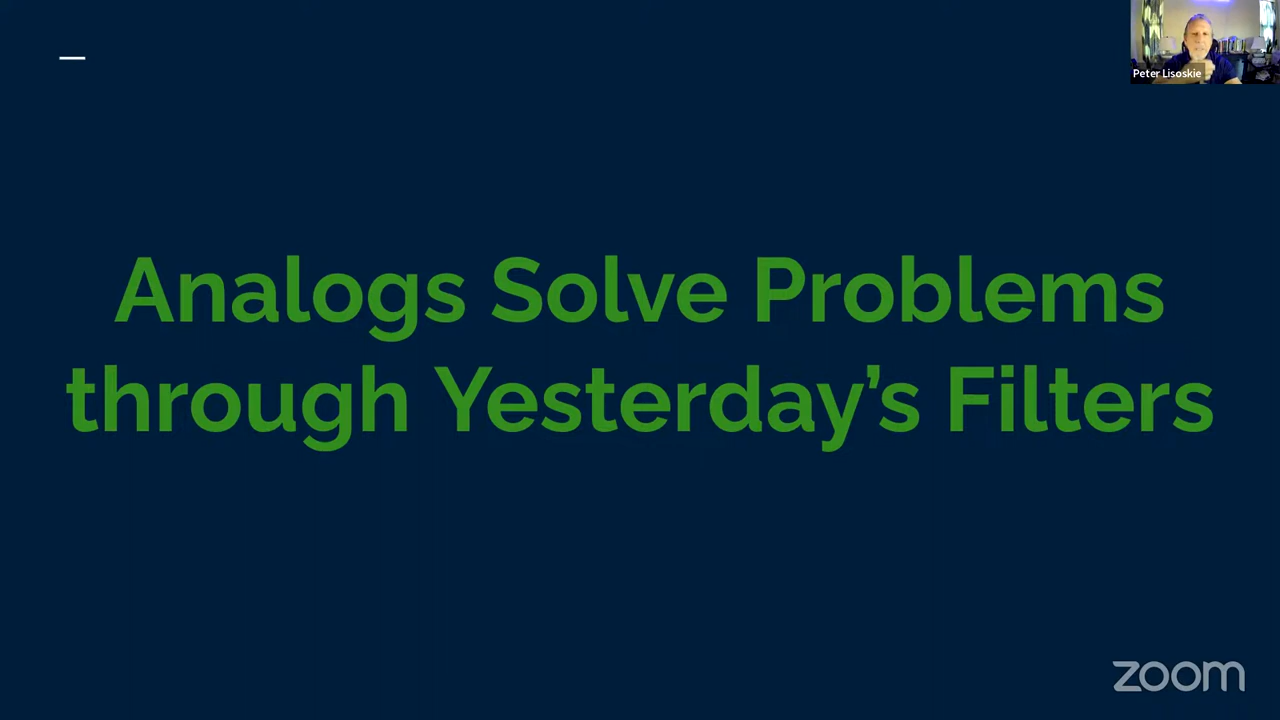 Peter Lisoskie
Analogs Solve Problems
through Yesterday’s Filters
zoom